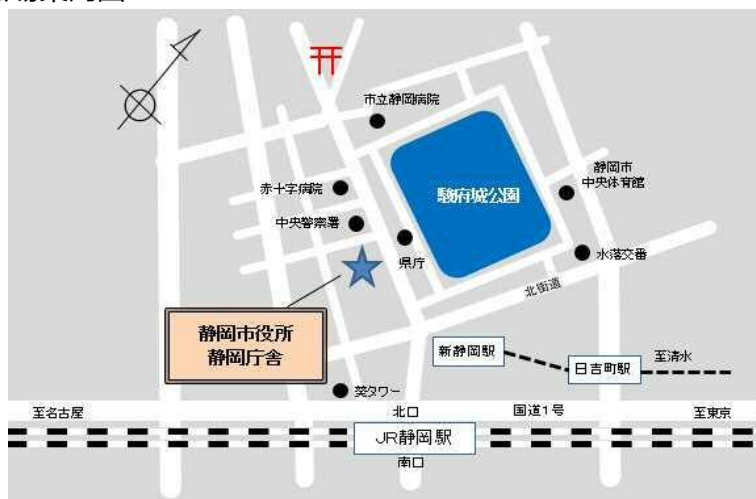 市立静岡病院
静岡市
中央体育館
赤十字病院
駿府城公園
中央警察署
県庁
水落交番
北街道
静岡市役所
静岡庁舎
新静岡駅
至清水
日吉町駅
葵タワー
至名古屋
北口
国道1号
至東京
JR静岡駅
南口